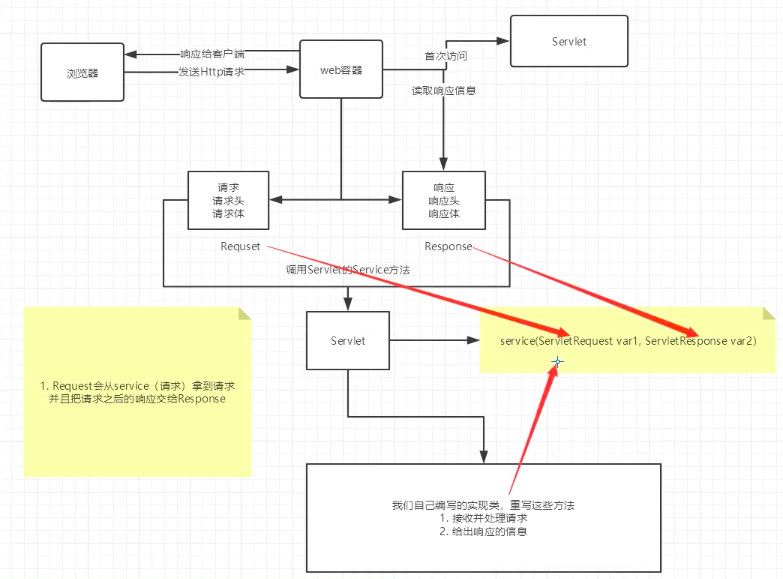 响应给客户端
发送Http请求
浏览器
web容器
首次访问
Servlet
读取响应信息
请求
请求头
请求体
响应
响应头
响应体
Requset
Response
调用Servlet的Service方法
Servlet
service(ServletRequest var1, ServletResponse var2)
1. Request会从service（请求）拿到请求
并且把请求之后的响应交给Response
我们自己编写的实现类，重写这些方法
1. 接收并处理请求
2. 给出响应的信息